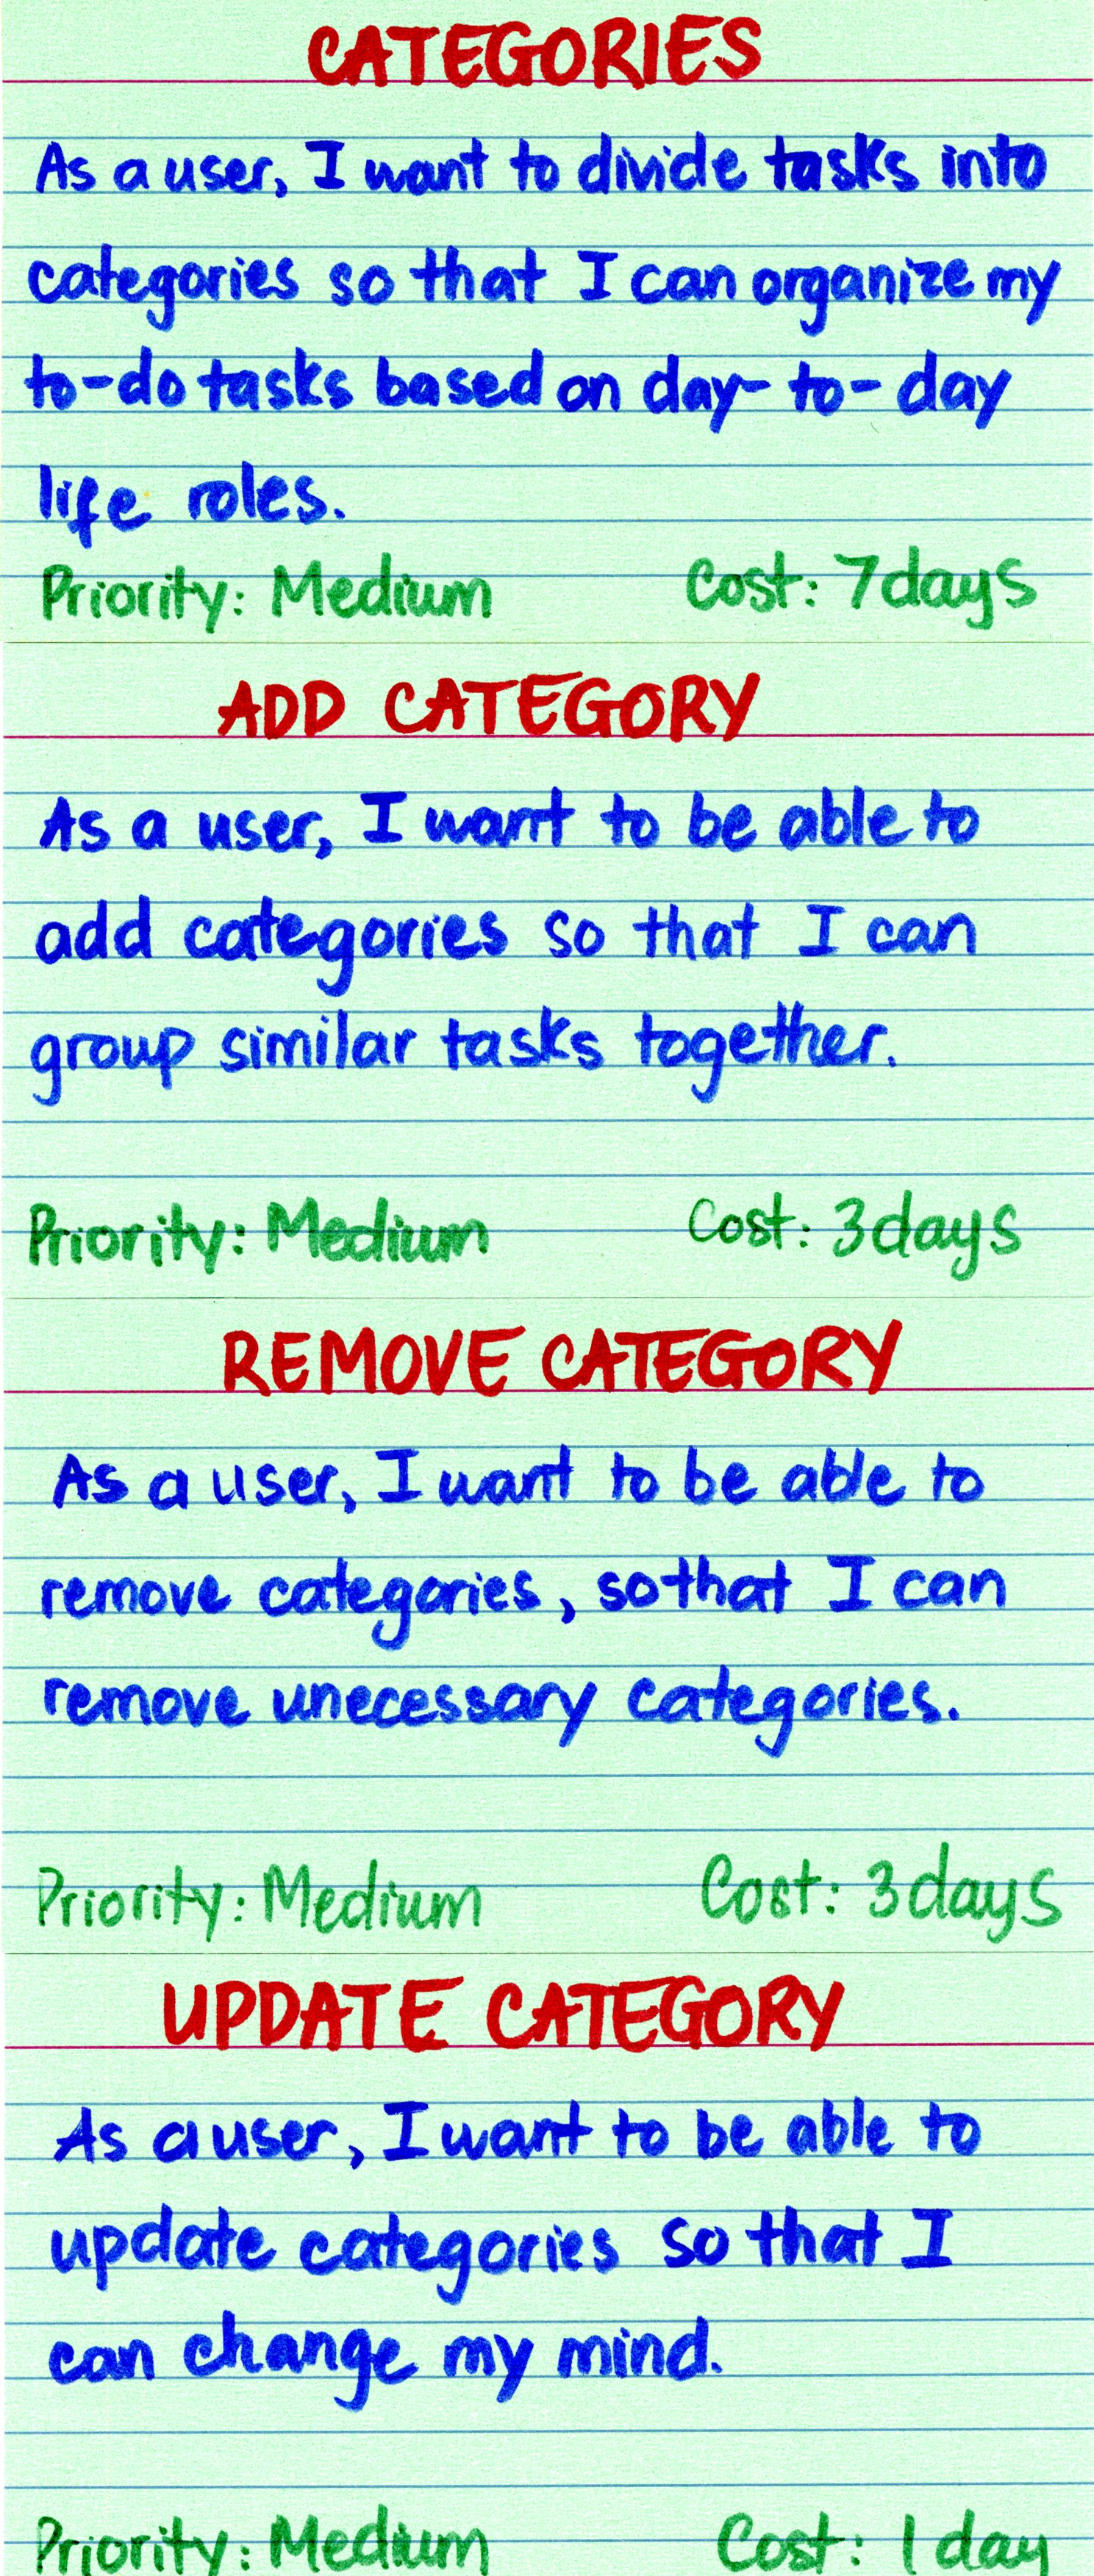 CATEGORIES
As a user, I want to divide tasks into
categories so that I can organize my
to-do tasks based on day-to-day
life roles.
Priority: Medium Cost: 7days
ADD CATEGORY
As a user, I want to be able to
add categories so that I can
group similar tasks together.
Priority: Medium Cost: 3days
REMOVE CATEGORY
As a user, I want to be able to
remove categories, so that I can
remove unecessary categories.
Priority: Medium Cost: 3days
UPDATE CATEGORY
As a user, I want to be able to
update categories so that I
can change my mind.
Priority: Medium Cost: 1 day